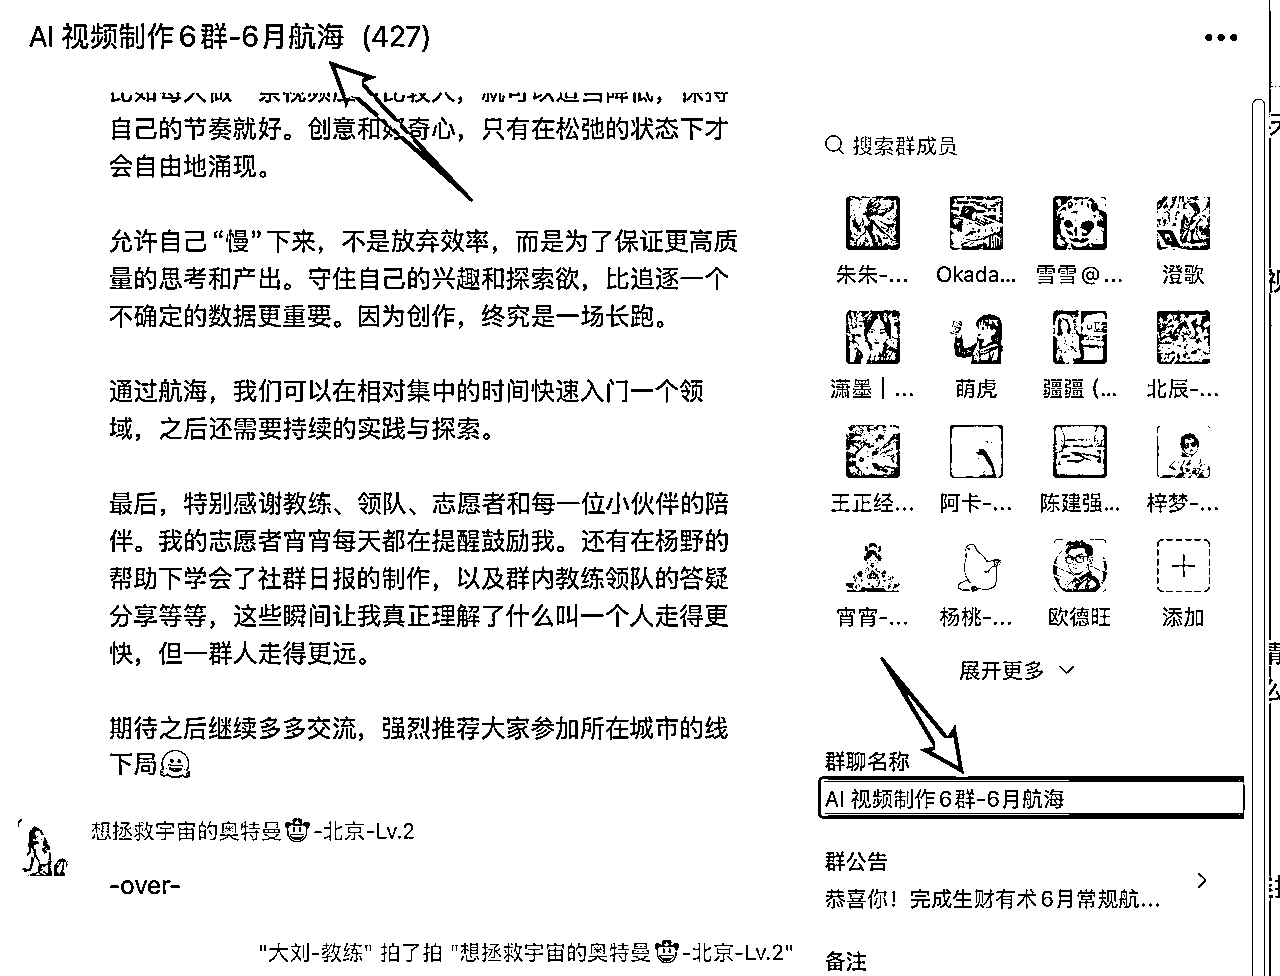 AI 视频制作6群-6月航海 (427)
自己的节奏就好。创意和好奇心，只有在松弛的状态下才
会自由地涌现。
允许自己“慢”下来，不是放弃效率，而是为了保证更高质
量的思考和产出。守住自己的兴趣和探索欲，比追逐一个
不确定的数据更重要。因为创作，终究是一场长跑。
通过航海，我们可以在相对集中的时间快速入门一个领
域，之后还需要持续的实践与探索。
最后，特别感谢教练、领队、志愿者和每一位小伙伴的陪
伴。我的志愿者宵宵每天都在提醒鼓励我。还有在杨野的
帮助下学会了社群日报的制作，以及群内教练领队的答疑
分享等等，这些瞬间让我真正理解了什么叫一个人走得更
快，但一群人走得更远。
期待之后继续多多交流，强烈推荐大家参加所在城市的线
下局
想拯救宇宙的奥特曼-北京-Lv.2
-over-
"大刘-教练" 拍了拍 "想拯救宇宙的奥特曼-北京-Lv.2"
搜索群成员
朱朱-... Okada... 雪雪@... 澄歌
潇墨｜... 萌虎 疆疆 (... 北辰-...
王正经... 阿卡-... 陈建强... 梓梦-...
宵宵-... 杨桃-... 欧德旺 添加
展开更多
群聊名称
AI 视频制作6群-6月航海
群公告
恭喜你！完成生财有术6月常规航...
备注